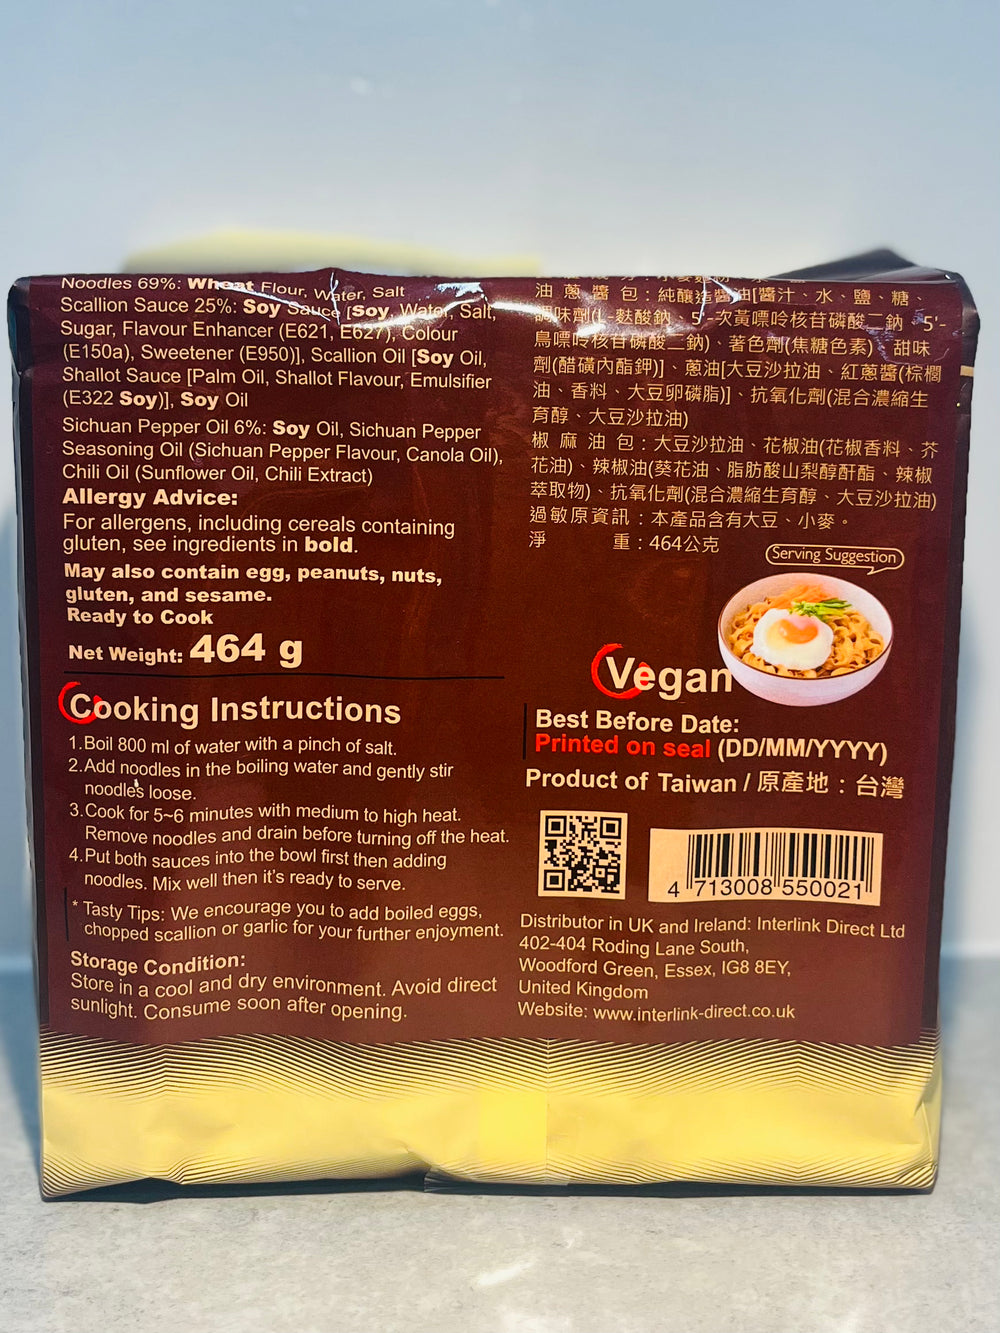 Noodles 69%: Wheat Flour, Water, Salt
Scallion Sauce 25%: Soy Sauce [Soy, Water, Salt,
Sugar, Flavour Enhancer (E621, E627), Colour
(E150a), Sweetener (E950)], Scallion Oil [Soy Oil,
Shallot Sauce [Palm Oil, Shallot Flavour, Emulsifier
(E322 Soy)], Soy Oil
Sichuan Pepper Oil 6%: Soy Oil, Sichuan Pepper
Seasoning Oil (Sichuan Pepper Flavour, Canola Oil),
Chili Oil (Sunflower Oil, Chili Extract)
Allergy Advice:
For allergens, including cereals containing
gluten, see ingredients in bold.
May also contain egg, peanuts, nuts,
gluten, and sesame.
Ready to Cook
Net Weight: 464 g
Cooking Instructions
1.Boil 800 ml of water with a pinch of salt.
2.Add noodles in the boiling water and gently stir
noodles loose.
3.Cook for 5~6 minutes with medium to high heat.
Remove noodles and drain before turning off the heat.
4.Put both sauces into the bowl first then adding
noodles. Mix well then it's ready to serve.
* Tasty Tips: We encourage you to add boiled eggs,
chopped scallion or garlic for your further enjoyment.
Storage Condition:
Store in a cool and dry environment. Avoid direct
sunlight. Consume soon after opening.
油蔥醬包：純釀造醬油[醬汁、水、鹽、糖、
調味劑(L-麩酸鈉、5'-次黃嘌呤核苷磷酸二鈉、5'-
鳥嘌呤核苷磷酸二鈉)、著色劑(焦糖色素)、甜味
劑(醋磺內酯鉀)]、蔥油[大豆沙拉油、紅蔥醬(棕櫚
油、香料、大豆卵磷脂)]、抗氧化劑(混合濃縮生
育醇、大豆沙拉油)
椒麻油包：大豆沙拉油、花椒油(花椒香料、芥
花油)、辣椒油(葵花油、脂肪酸山梨醇酐酯、辣椒
萃取物)、抗氧化劑(混合濃縮生育醇、大豆沙拉油)
過敏原資訊：本產品含有大豆、小麥。
淨重：464公克
Serving Suggestion
Vegan
Best Before Date:
Printed on seal (DD/MM/YYYY)
Product of Taiwan / 原產地：台灣
4 713008 550021
Distributor in UK and Ireland: Interlink Direct Ltd
402-404 Roding Lane South,
Woodford Green, Essex, IG8 8EY,
United Kingdom
Website: www.interlink-direct.co.uk